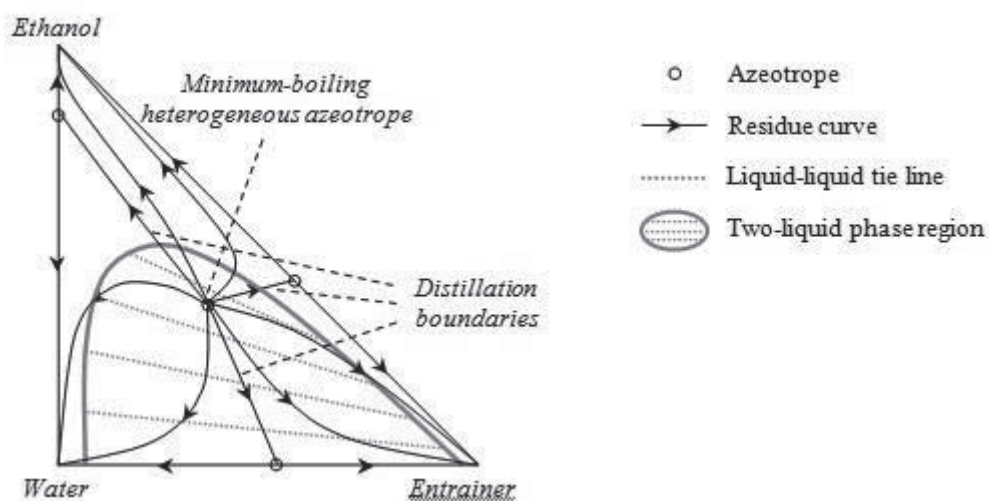 Ethanol
Minimum-boiling
heterogeneous azeotrope
Azeotrope
Residue curve
Liquid-liquid tie line
Two-liquid phase region
Distillation
boundaries
Water
Entrainer